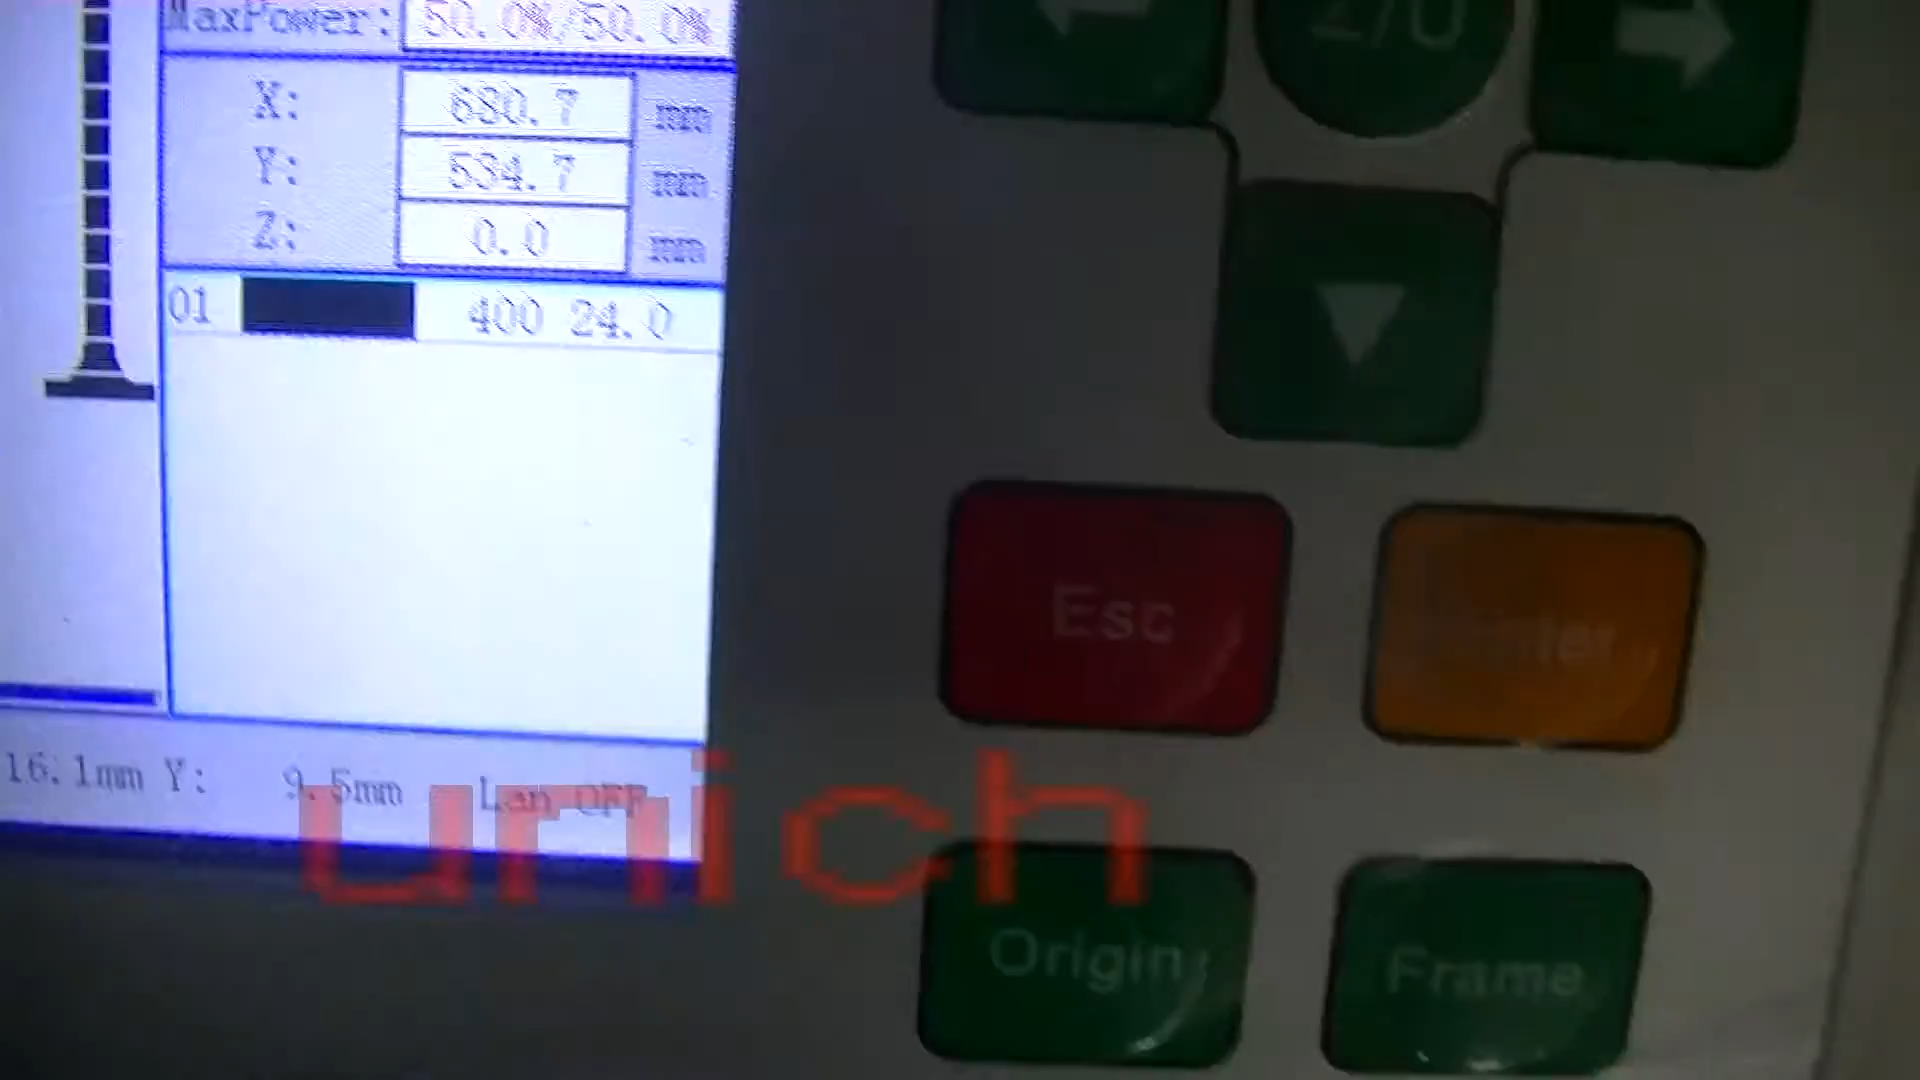 MaxPower: 50.0%/50.0%
X: 680.7 mm
Y: 534.7 mm
Z: 0.0 mm
01 400 24.0
16.1mm Y: 9.5mm Lan OFF
Z/U
Esc
Enter
Origin
Frame
unich